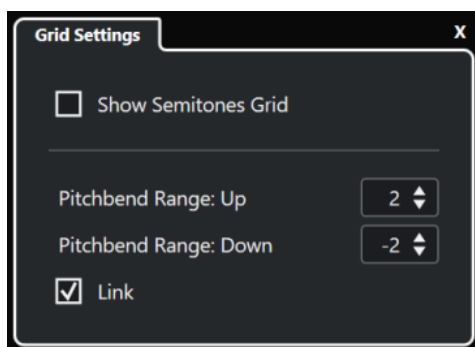 Grid Settings X
Show Semitones Grid
Pitchbend Range: Up 2
Pitchbend Range: Down -2
Link